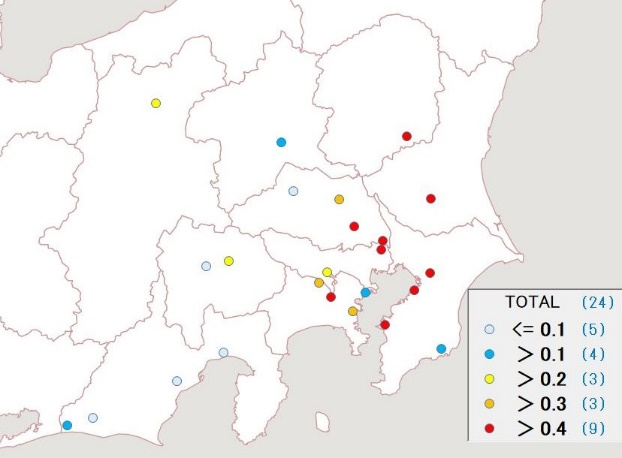 TOTAL (24)
<= 0.1 (5)
> 0.1 (4)
> 0.2 (3)
> 0.3 (3)
> 0.4 (9)